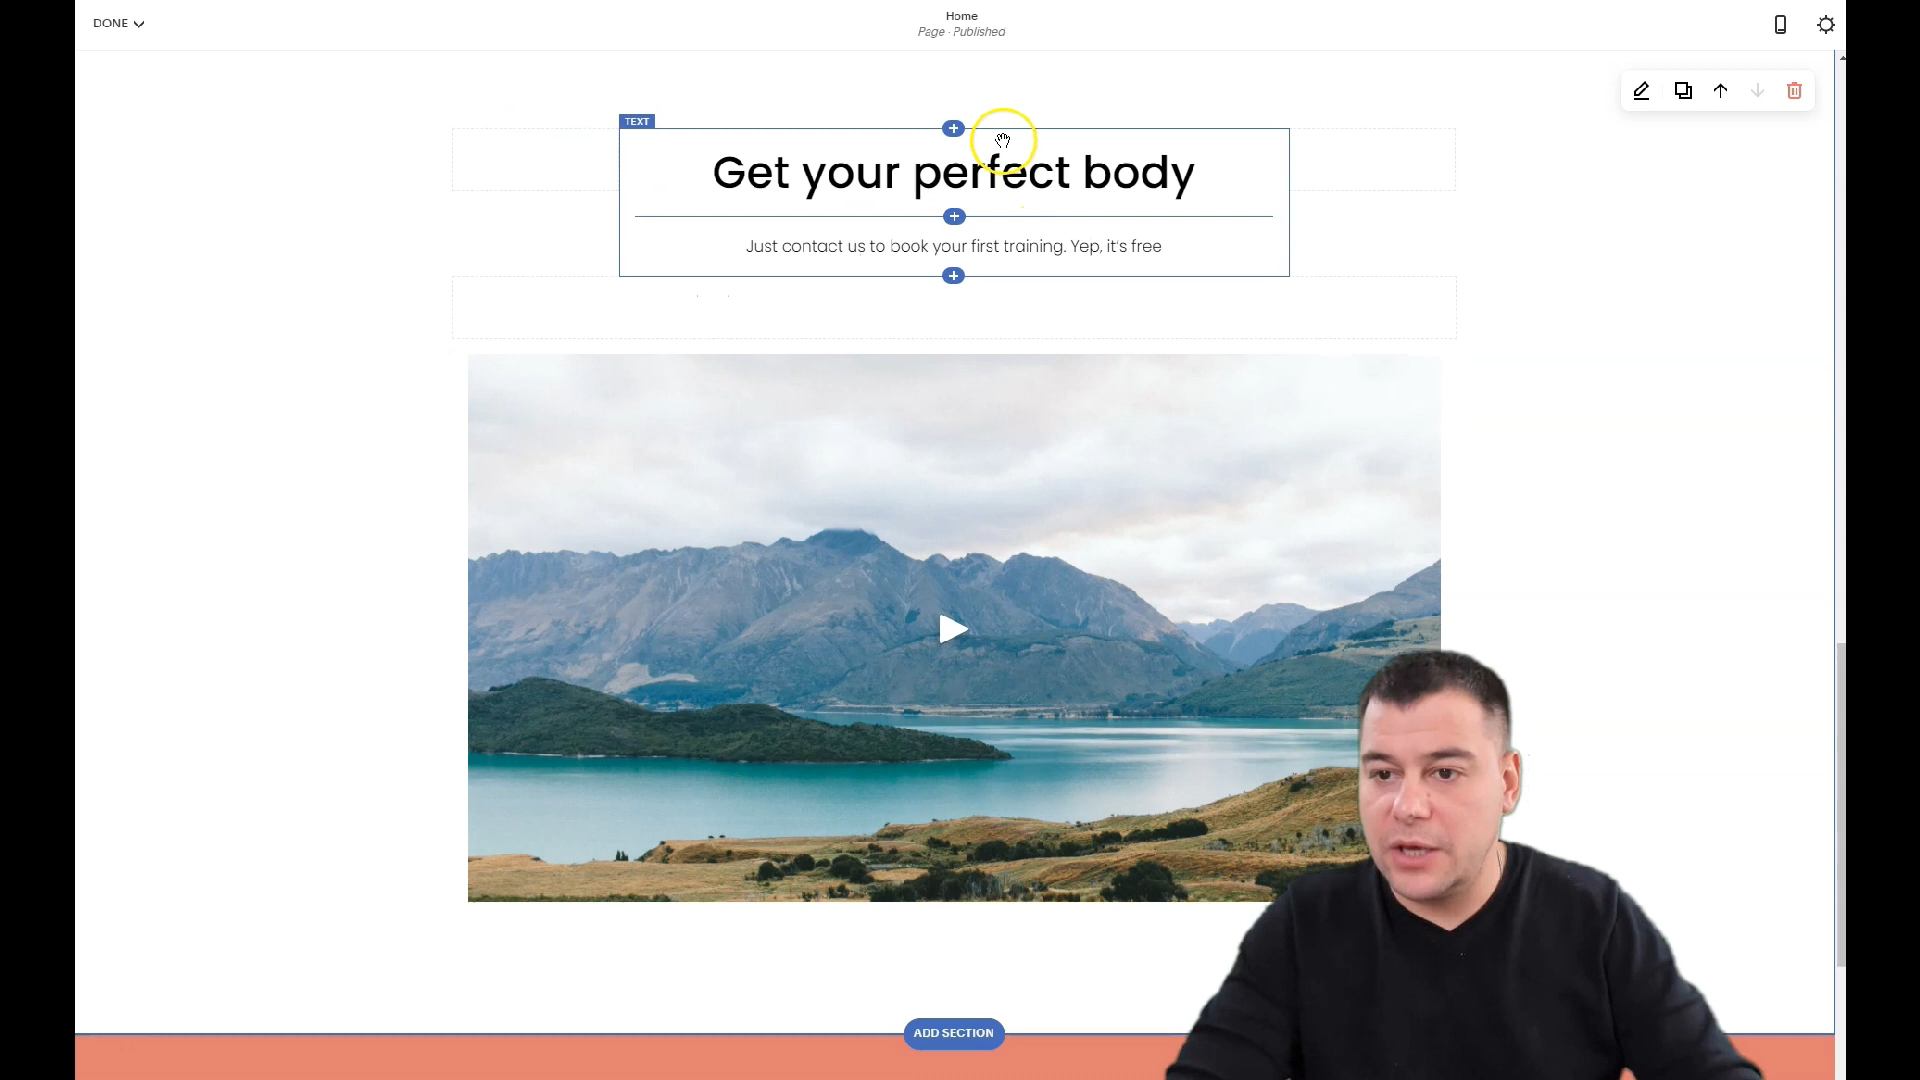 DONE
Home
Page · Published
TEXT
Get your perfect body
Just contact us to book your first training. Yep, it's free
ADD SECTION